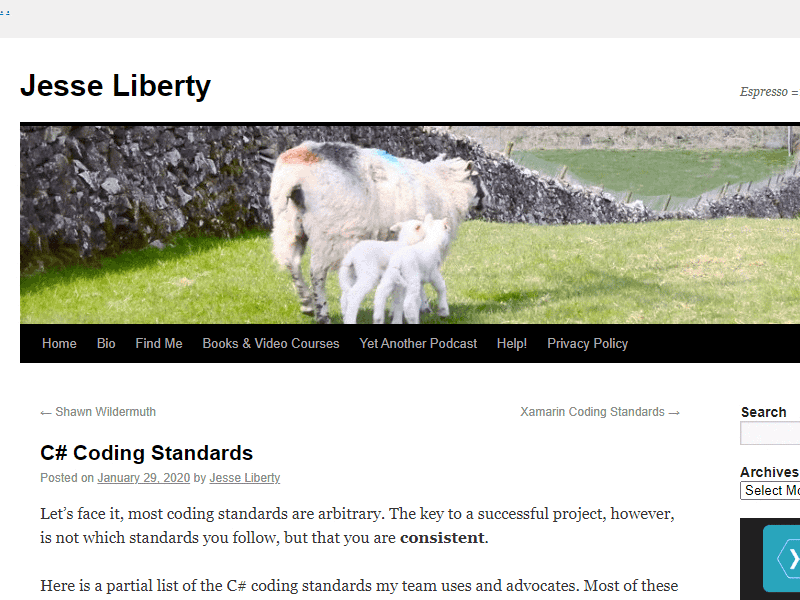 Jesse Liberty
Espresso =
Home Bio Find Me Books & Video Courses Yet Another Podcast Help! Privacy Policy
← Shawn Wildermuth Xamarin Coding Standards →
C# Coding Standards
Posted on January 29, 2020 by Jesse Liberty
Let’s face it, most coding standards are arbitrary. The key to a successful project, however,
is not which standards you follow, but that you are consistent.
Here is a partial list of the C# coding standards my team uses and advocates. Most of these
Search
Archives
Select Mo